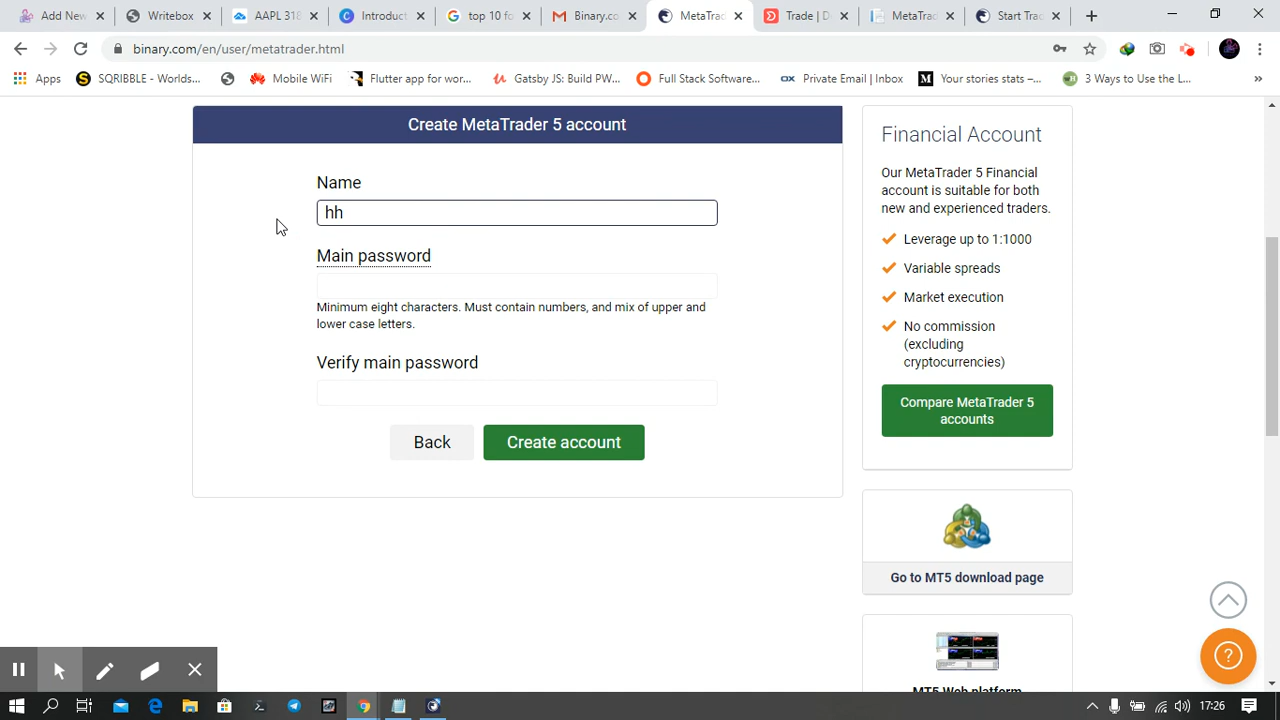 Add New
Writebox
AAPL 318
Introduct
top 10 fo
Binary.co
MetaTrad
Trade | D
MetaTrad
Start Trad
binary.com/en/user/metatrader.html
Apps
SQRIBBLE - Worlds...
Mobile WiFi
Flutter app for wor...
Gatsby JS: Build PW...
Full Stack Software...
OX
Private Email | Inbox
Your stories stats –...
3 Ways to Use the L...
»
Create MetaTrader 5 account
Name
hh
Main password
Minimum eight characters. Must contain numbers, and mix of upper and
lower case letters.
Verify main password
Back
Create account
Financial Account
Our MetaTrader 5 Financial
account is suitable for both
new and experienced traders.
Leverage up to 1:1000
Variable spreads
Market execution
No commission
(excluding
cryptocurrencies)
Compare MetaTrader 5
accounts
Go to MT5 download page
MT5 Web platform
17:26